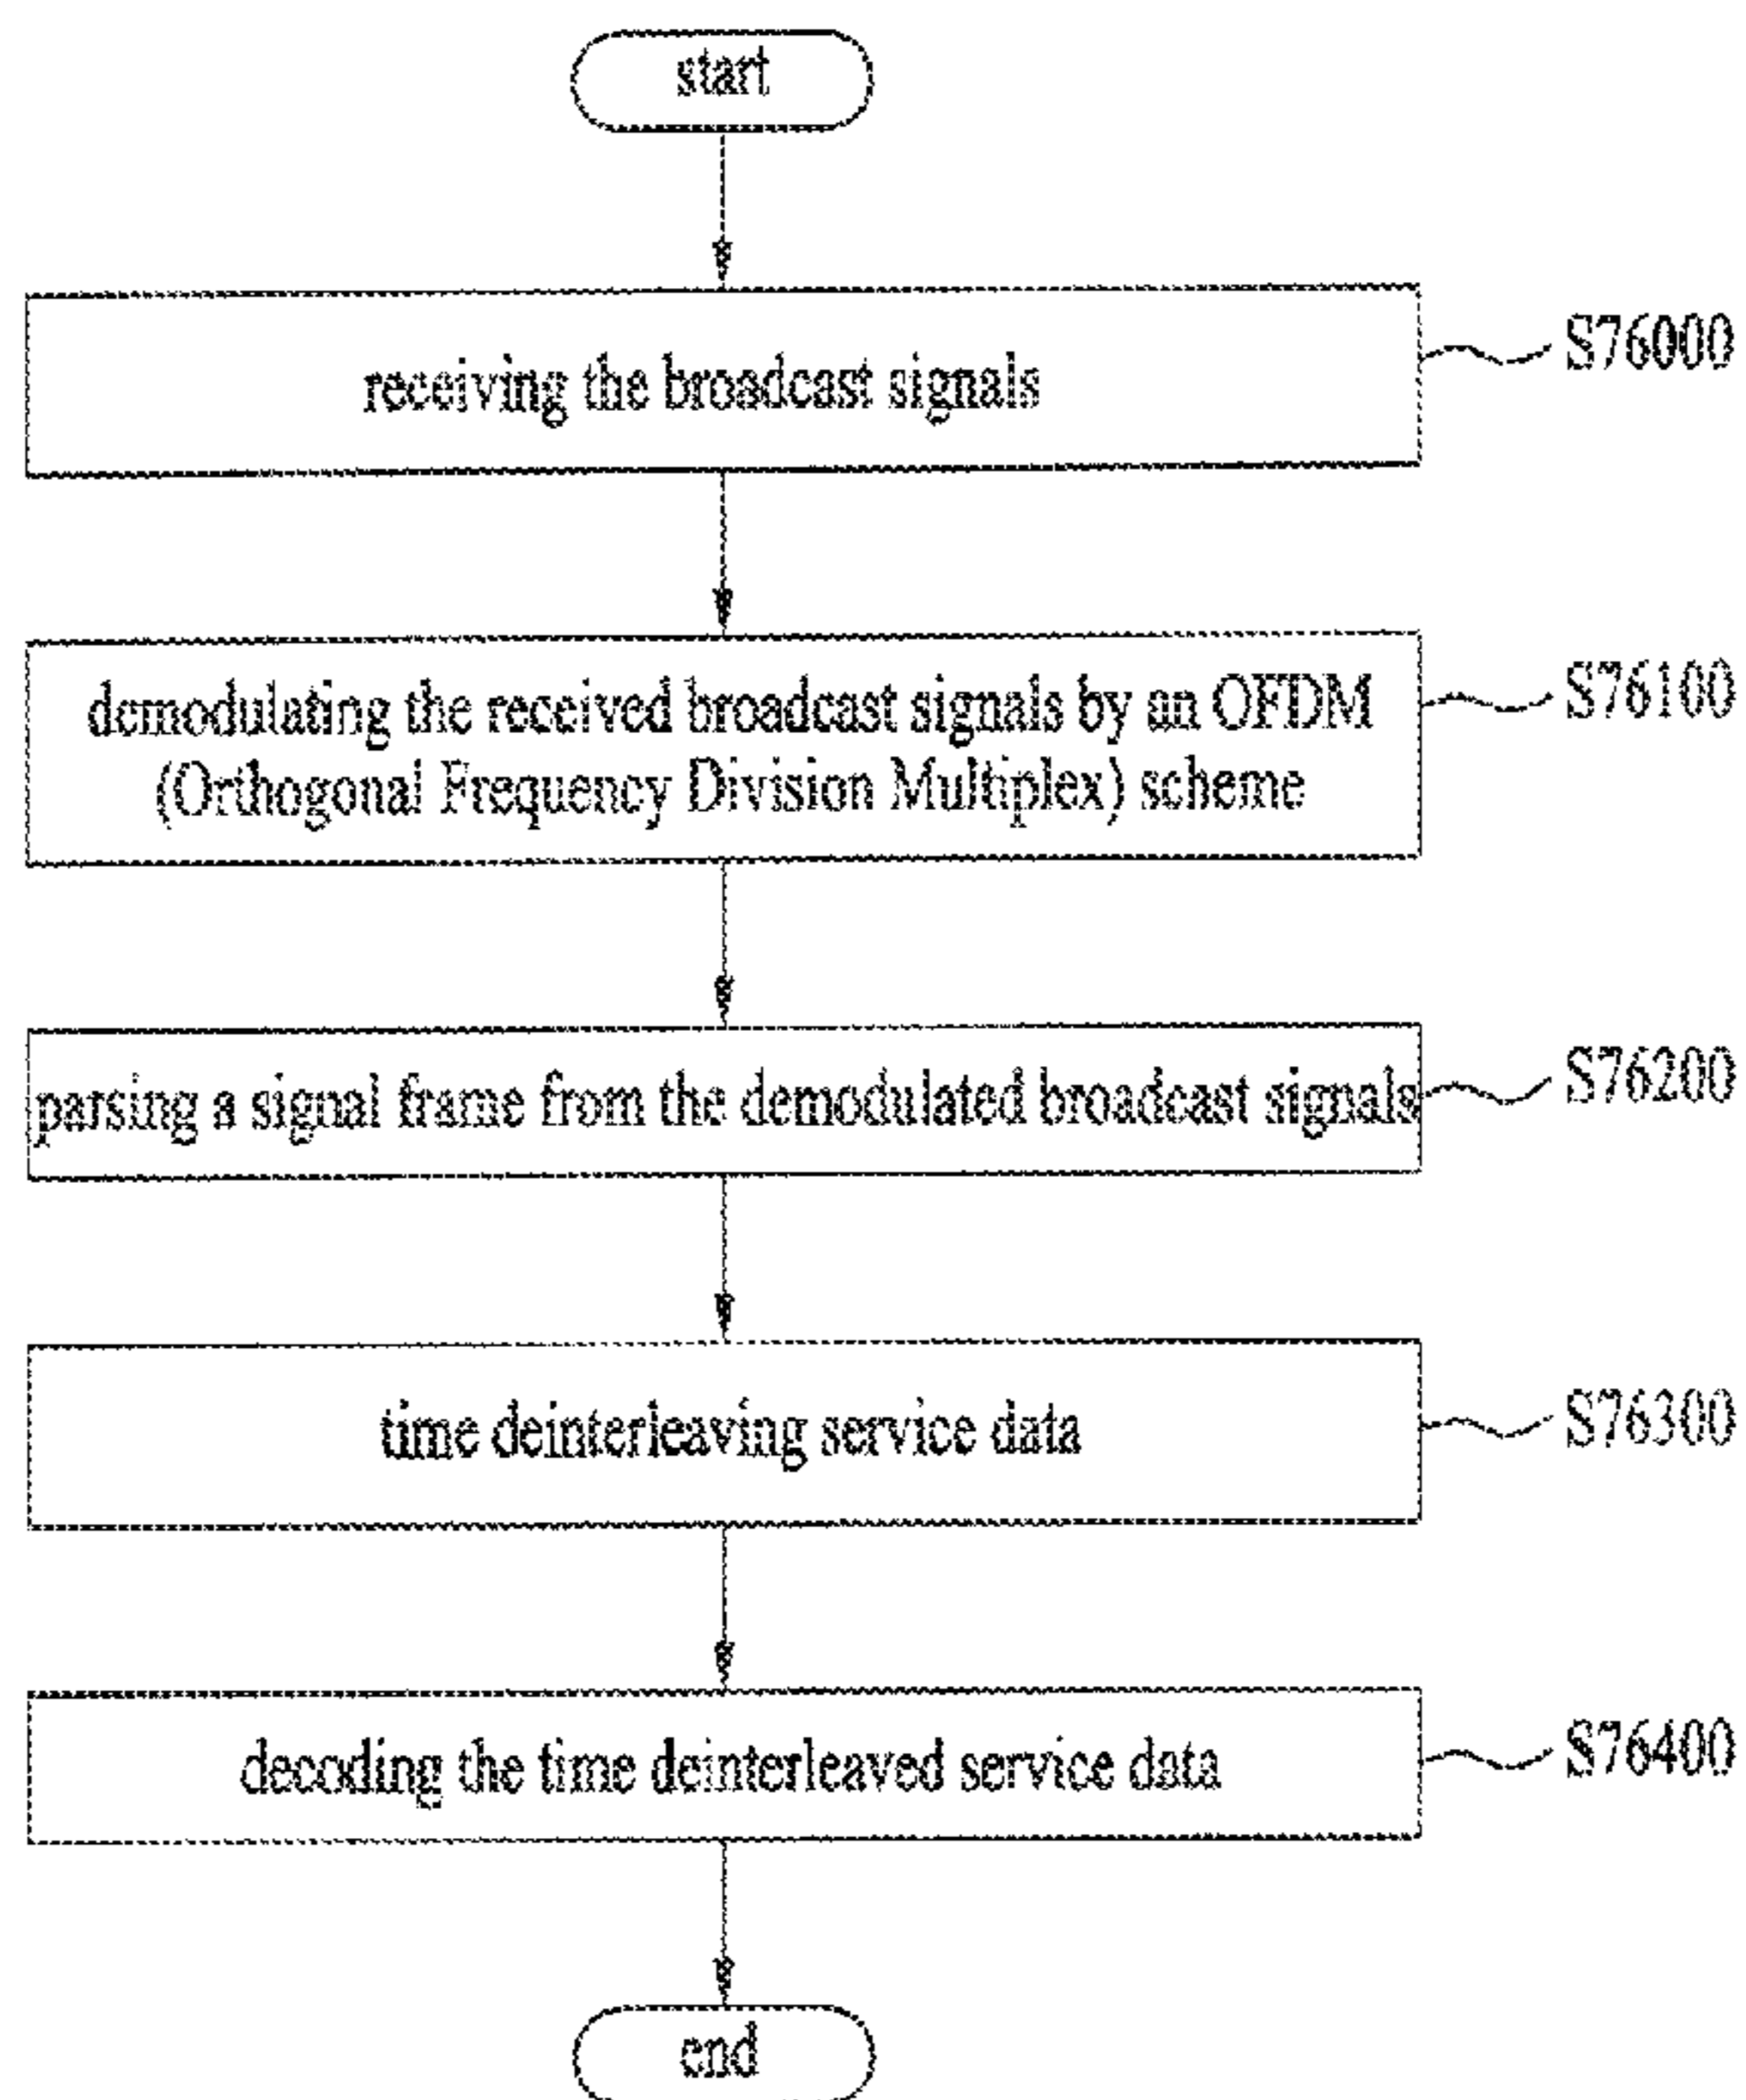 start
receiving the broadcast signals
S76000
demodulating the received broadcast signals by an OFDM
(Orthogonal Frequency Division Multiplex) scheme
S76100
parsing a signal frame from the demodulated broadcast signals
S76200
time deinterleaving service data
S76300
decoding the time deinterleaved service data
S76400
end